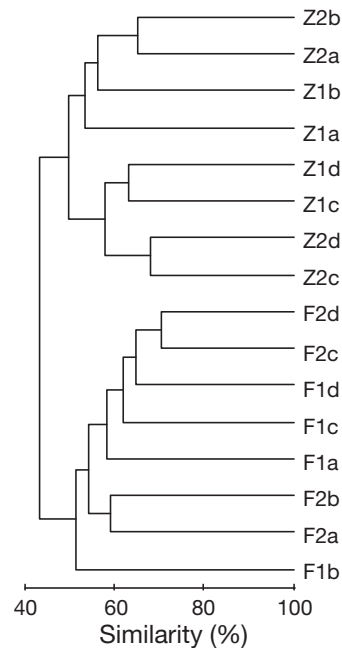 Z2b
Z2a
Z1b
Z1a
Z1d
Z1c
Z2d
Z2c
F2d
F2c
F1d
F1c
F1a
F2b
F2a
F1b
40 60 80 100
Similarity (%)